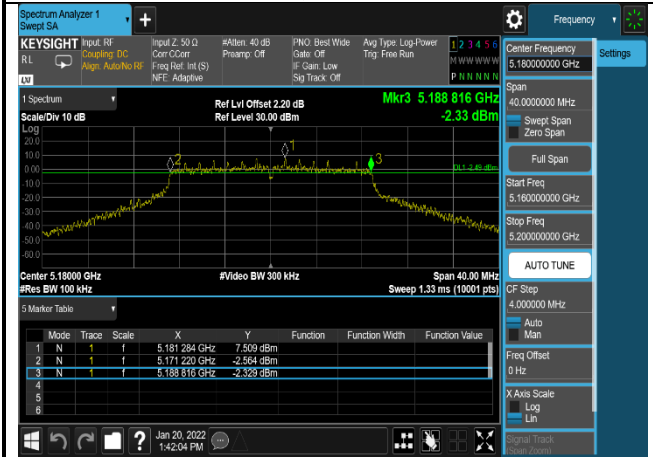 Spectrum Analyzer 1
Swept SA
+
Frequency
KEYSIGHT
RL
LXI
Input: RF
Coupling: DC
Align: Auto/No RF
Input Z: 50 Ω
Corr CCorr
Freq Ref: Int (S)
NFE: Adaptive
#Atten: 40 dB
Preamp: Off
PNO: Best Wide
Gate: Off
IF Gain: Low
Sig Track: Off
Avg Type: Log-Power
Trig: Free Run
1 2 3 4 5 6
M W W W W W
P N N N N N
1 Spectrum
Scale/Div 10 dB
Ref Lvl Offset 2.20 dB
Ref Level 30.00 dBm
Mkr3 5.188 816 GHz
-2.33 dBm
Log
20.0
10.0
0.00
-10.0
-20.0
-30.0
-40.0
-50.0
-60.0
2
1
3
DL1 -2.49 dBm
Center 5.18000 GHz
#Res BW 100 kHz
#Video BW 300 kHz
Span 40.00 MHz
Sweep 1.33 ms (10001 pts)
5 Marker Table
Mode Trace Scale X Y Function Function Width Function Value
1 N 1 f 5.181 284 GHz 7.509 dBm
2 N 1 f 5.171 220 GHz -2.564 dBm
3 N 1 f 5.188 816 GHz -2.329 dBm
4
5
6
?
Jan 20, 2022
1:42:04 PM
Center Frequency
5.180000000 GHz
Settings
Span
40.0000000 MHz
Swept Span
Zero Span
Full Span
Start Freq
5.160000000 GHz
Stop Freq
5.200000000 GHz
AUTO TUNE
CF Step
4.000000 MHz
Auto
Man
Freq Offset
0 Hz
X Axis Scale
Log
Lin
Signal Track
(Span Zoom)